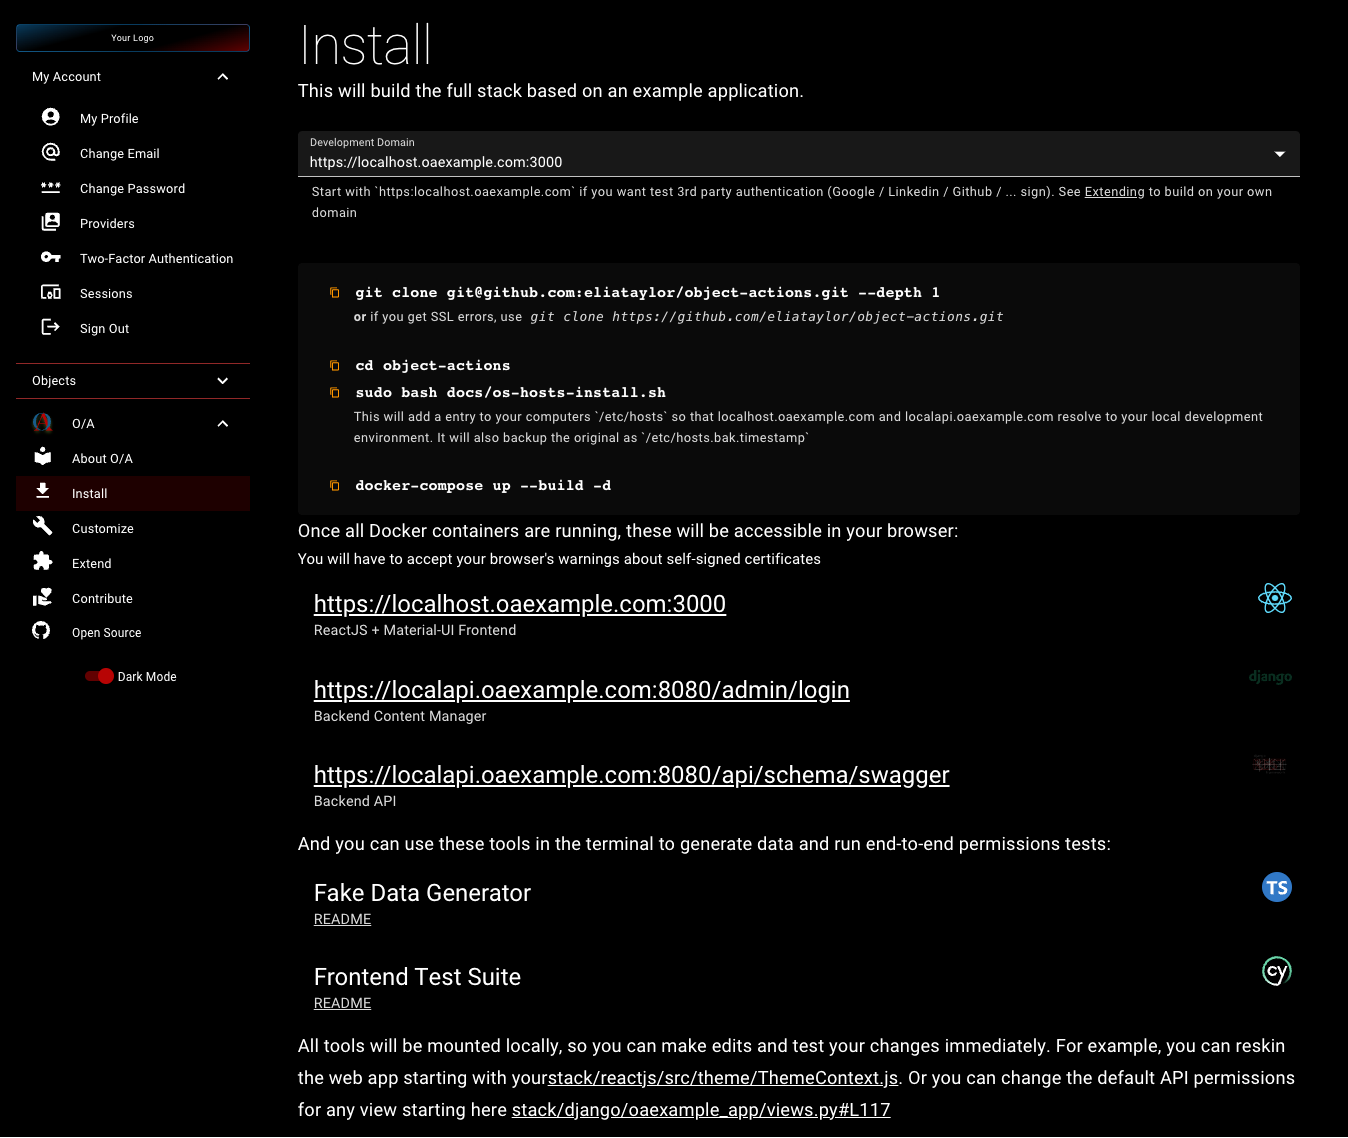 Your Logo
My Account
My Profile
Change Email
Change Password
Providers
Two-Factor Authentication
Sessions
Sign Out
Objects
O/A
About O/A
Install
Customize
Extend
Contribute
Open Source
Dark Mode
Install
This will build the full stack based on an example application.
Development Domain
https://localhost.oaexample.com:3000
Start with `https:localhost.oaexample.com` if you want test 3rd party authentication (Google / Linkedin / Github / ... sign). See Extending to build on your own
domain
git clone git@github.com:eliataylor/object-actions.git --depth 1
or if you get SSL errors, use git clone https://github.com/eliataylor/object-actions.git
cd object-actions
sudo bash docs/os-hosts-install.sh
This will add a entry to your computers `/etc/hosts` so that localhost.oaexample.com and localapi.oaexample.com resolve to your local development
environment. It will also backup the original as `/etc/hosts.bak.timestamp`
docker-compose up --build -d
Once all Docker containers are running, these will be accessible in your browser:
You will have to accept your browser's warnings about self-signed certificates
https://localhost.oaexample.com:3000
ReactJS + Material-UI Frontend
https://localapi.oaexample.com:8080/admin/login
django
Backend Content Manager
https://localapi.oaexample.com:8080/api/schema/swagger
Backend API
And you can use these tools in the terminal to generate data and run end-to-end permissions tests:
Fake Data Generator
TS
README
Frontend Test Suite
cy
README
All tools will be mounted locally, so you can make edits and test your changes immediately. For example, you can reskin
the web app starting with yourstack/reactjs/src/theme/ThemeContext.js. Or you can change the default API permissions
for any view starting here stack/django/oaexample_app/views.py#L117